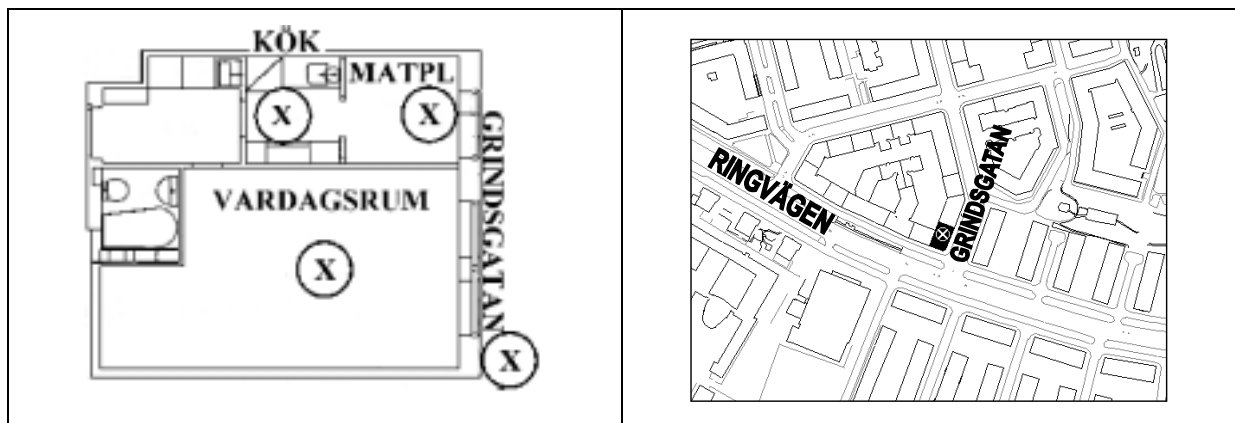 KÖK
MATPL
X
X
GRINDSGATAN
VARDAGSRUM
X
X
RINGVÄGEN
GRINDSGATAN